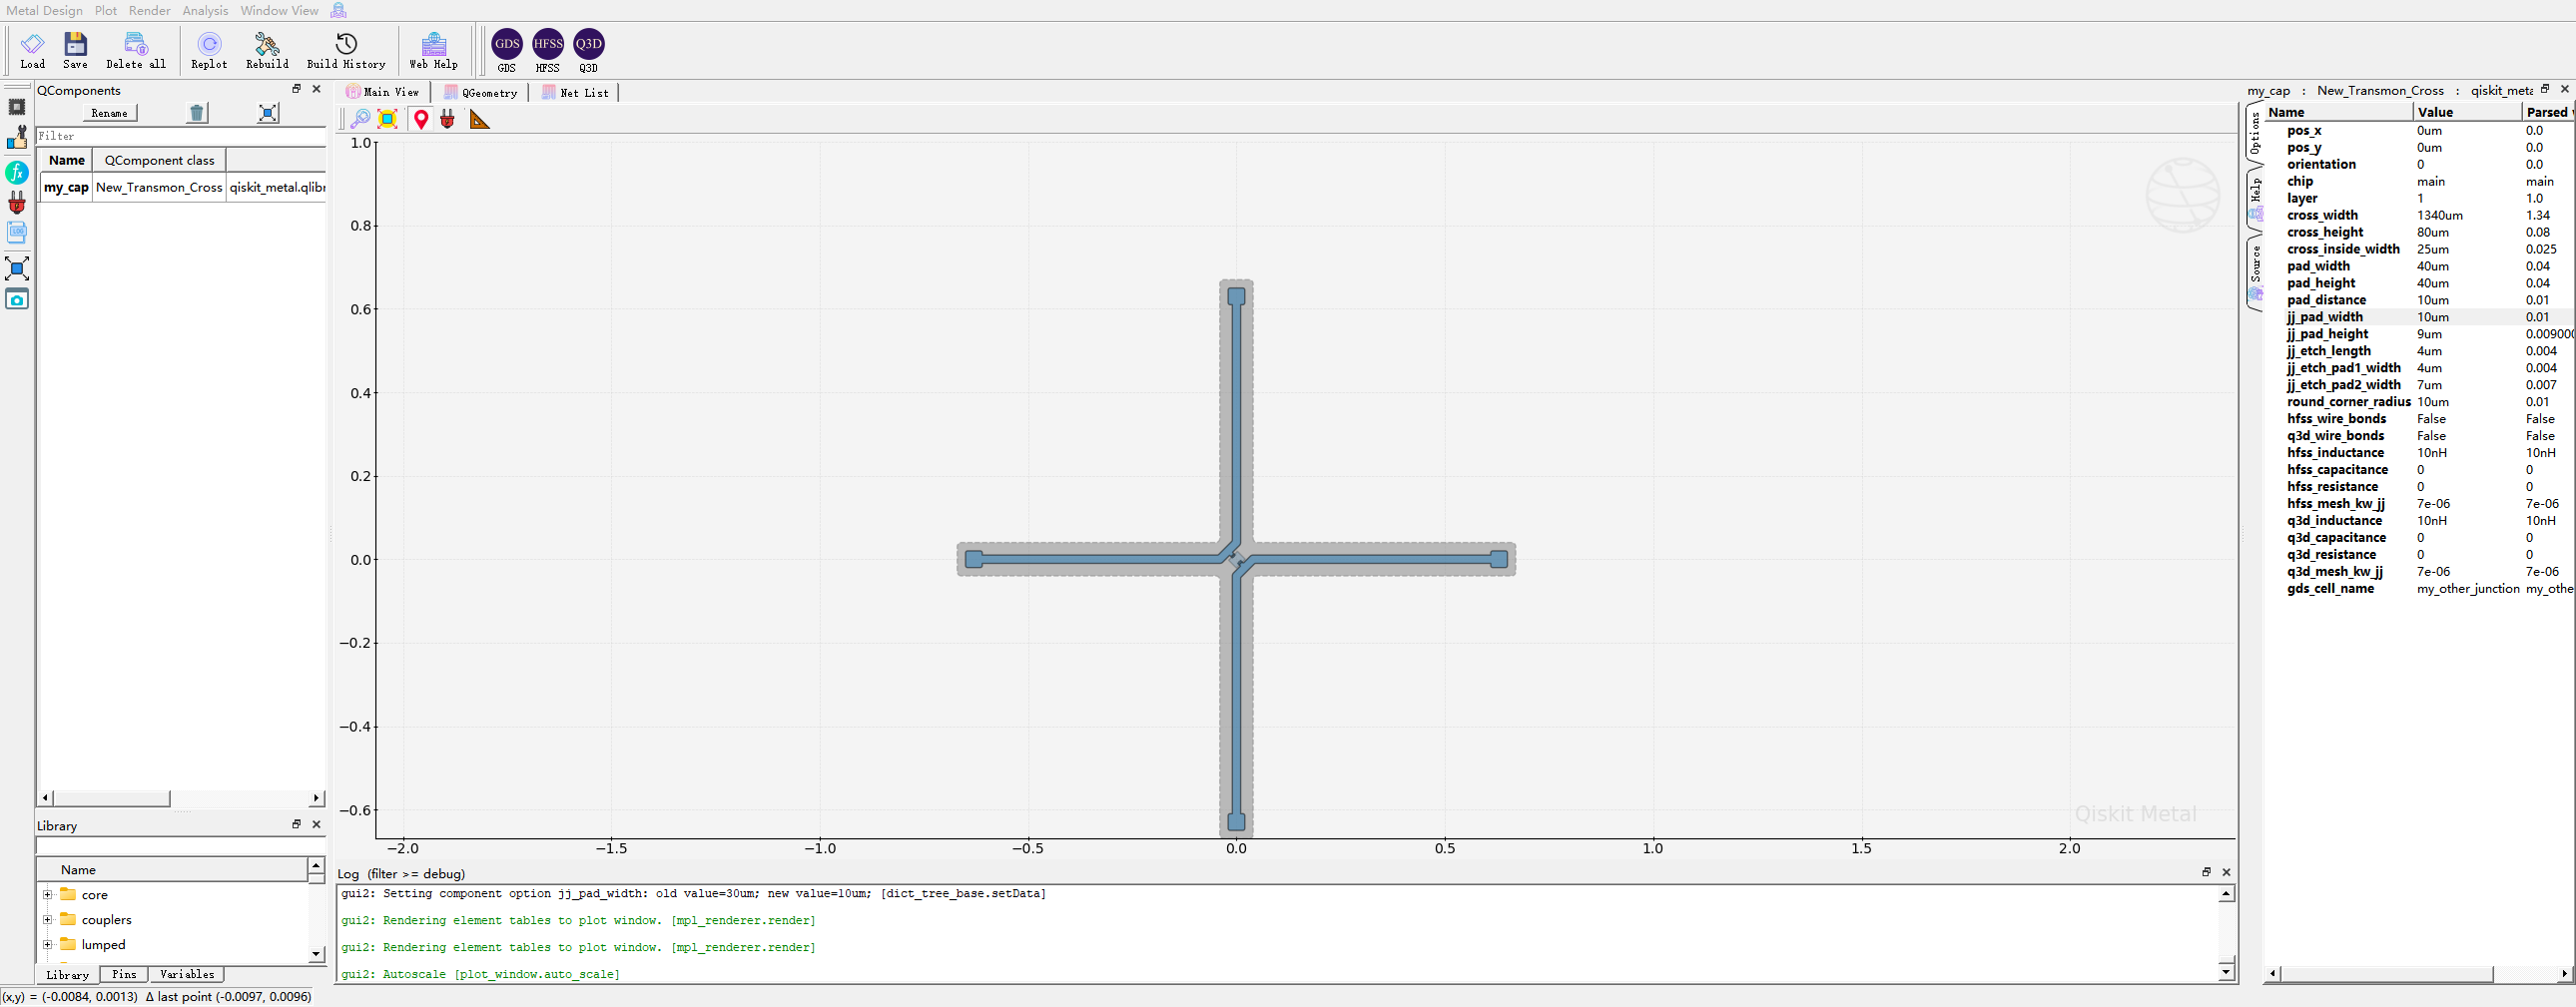 Metal Design Plot Render Analysis Window View
Load Save Delete all Replot Rebuild Build History Web Help GDS HFSS Q3D
GDS HFSS Q3D
QComponents
Rename
Filter
Name QComponent class
my_cap New_Transmon_Cross qiskit_metal.qlibr
Library
Name
core
couplers
lumped
Library Pins Variables
(x,y) = (-0.0084, 0.0013) Δ last point (-0.0097, 0.0096)
Main View QGeometry Net List
1.0
0.8
0.6
0.4
0.2
0.0
−0.2
−0.4
−0.6
−2.0 −1.5 −1.0 −0.5 0.0 0.5 1.0 1.5 2.0
Qiskit Metal
Log (filter >= debug)
gui2: Setting component option jj_pad_width: old value=30um; new value=10um; [dict_tree_base.setData]
gui2: Rendering element tables to plot window. [mpl_renderer.render]
gui2: Rendering element tables to plot window. [mpl_renderer.render]
gui2: Autoscale [plot_window.auto_scale]
my_cap : New_Transmon_Cross : qiskit_meta
Options
Help
Source
Name Value Parsed
pos_x 0um 0.0
pos_y 0um 0.0
orientation 0 0.0
chip main main
layer 1 1.0
cross_width 1340um 1.34
cross_height 80um 0.08
cross_inside_width 25um 0.025
pad_width 40um 0.04
pad_height 40um 0.04
pad_distance 10um 0.01
jj_pad_width 10um 0.01
jj_pad_height 9um 0.00900
jj_etch_length 4um 0.004
jj_etch_pad1_width 4um 0.004
jj_etch_pad2_width 7um 0.007
round_corner_radius 10um 0.01
hfss_wire_bonds False False
q3d_wire_bonds False False
hfss_inductance 10nH 10nH
hfss_capacitance 0 0
hfss_resistance 0 0
hfss_mesh_kw_jj 7e-06 7e-06
q3d_inductance 10nH 10nH
q3d_capacitance 0 0
q3d_resistance 0 0
q3d_mesh_kw_jj 7e-06 7e-06
gds_cell_name my_other_junction my_othe